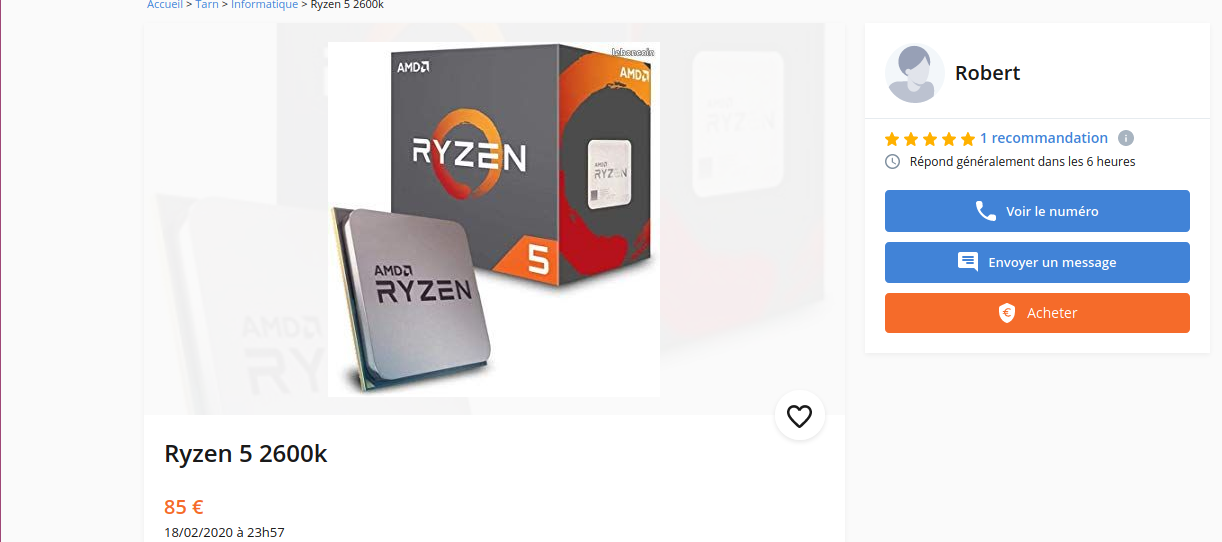 Accueil > Tarn > Informatique > Ryzen 5 2600k
leboncoin
AMD
AMD
RYZEN
AMD
RYZEN
5
AMD
RYZEN
Robert
1 recommandation
Répond généralement dans les 6 heures
Voir le numéro
Envoyer un message
Acheter
Ryzen 5 2600k
85 €
18/02/2020 à 23h57